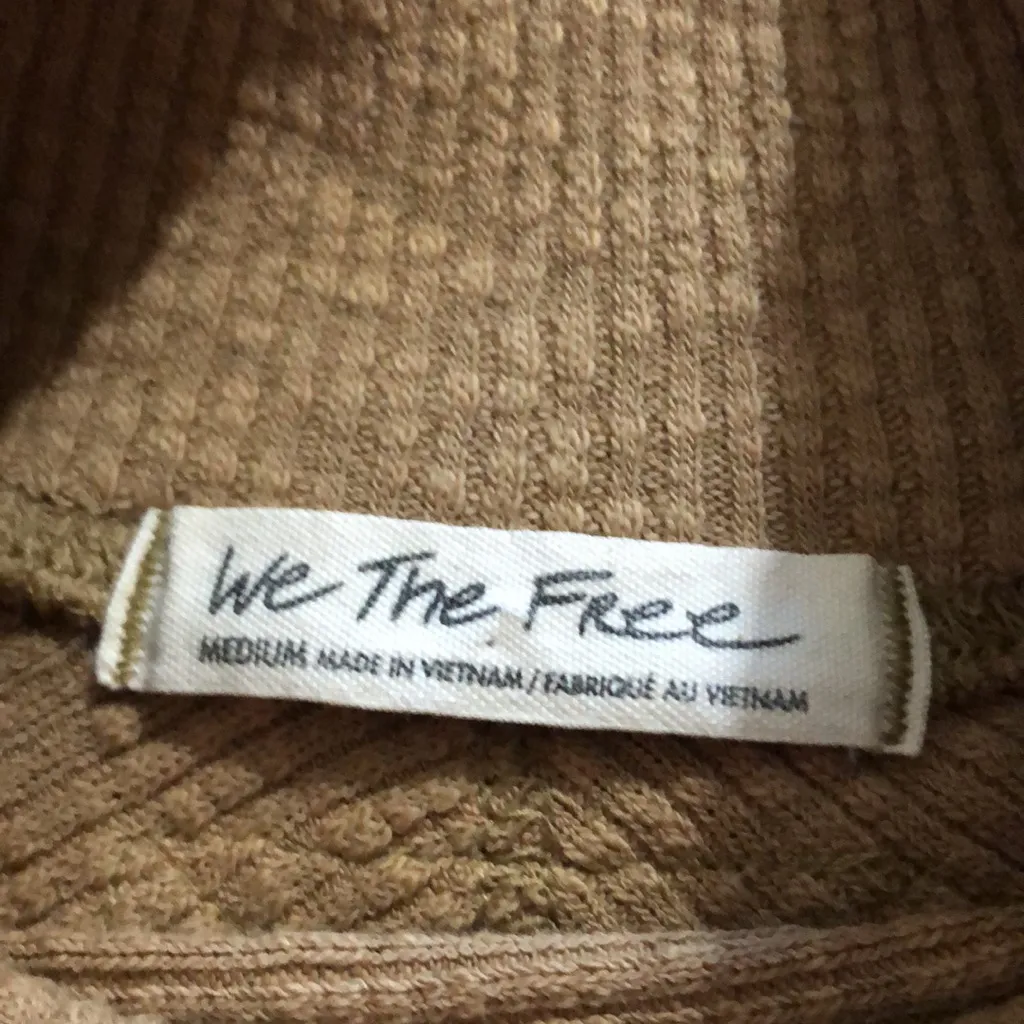 We The Free
MEDIUM MADE IN VIETNAM / FABRIQUÉ AU VIETNAM